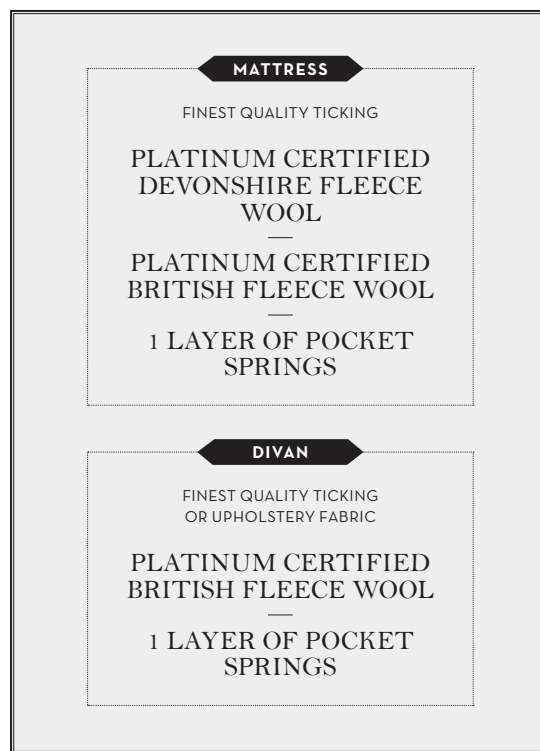 MATTRESS
FINEST QUALITY TICKING
PLATINUM CERTIFIED
DEVONSHIRE FLEECE
WOOL
PLATINUM CERTIFIED
BRITISH FLEECE WOOL
1 LAYER OF POCKET
SPRINGS
DIVAN
FINEST QUALITY TICKING
OR UPHOLSTERY FABRIC
PLATINUM CERTIFIED
BRITISH FLEECE WOOL
1 LAYER OF POCKET
SPRINGS